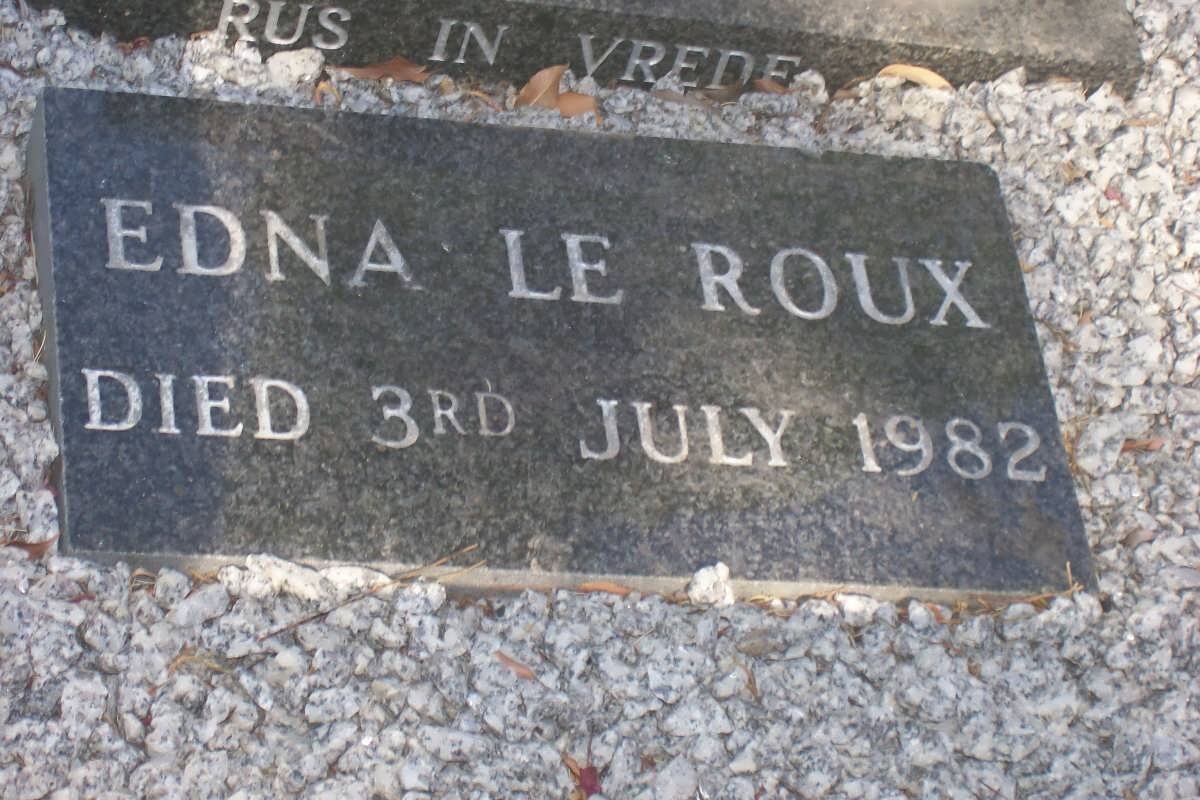 RUS IN VREDE
EDNA LE ROUX
DIED 3RD JULY 1982